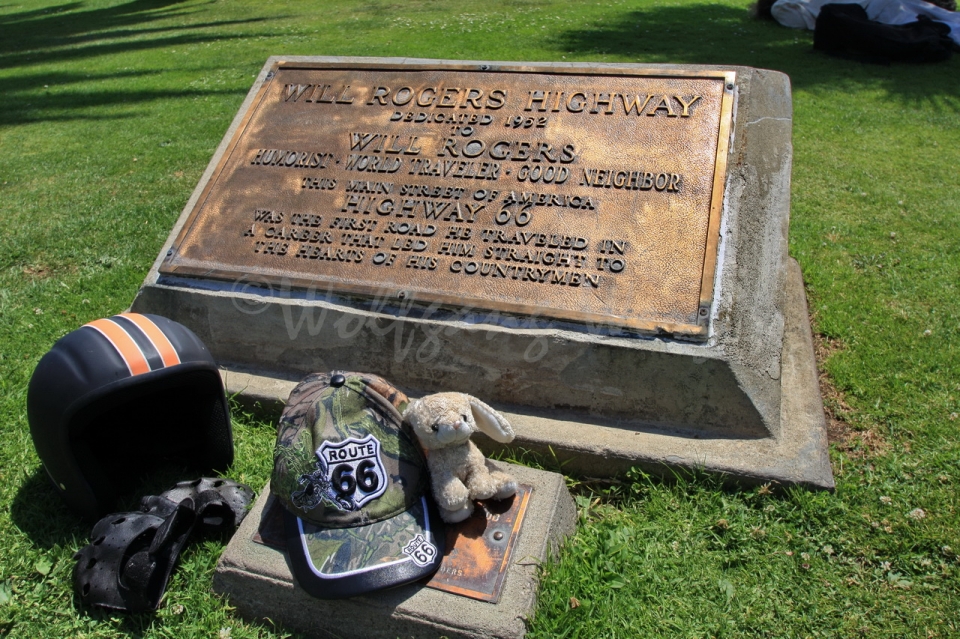 WILL ROGERS HIGHWAY
DEDICATED 1952
TO
WILL ROGERS
HUMORIST · WORLD TRAVELER · GOOD NEIGHBOR
THIS MAIN STREET OF AMERICA
HIGHWAY 66
WAS THE FIRST ROAD HE TRAVELED IN
A CAREER THAT LED HIM STRAIGHT TO
THE HEARTS OF HIS COUNTRYMEN
© Wolfgang
ROUTE
66
ROUTE
66